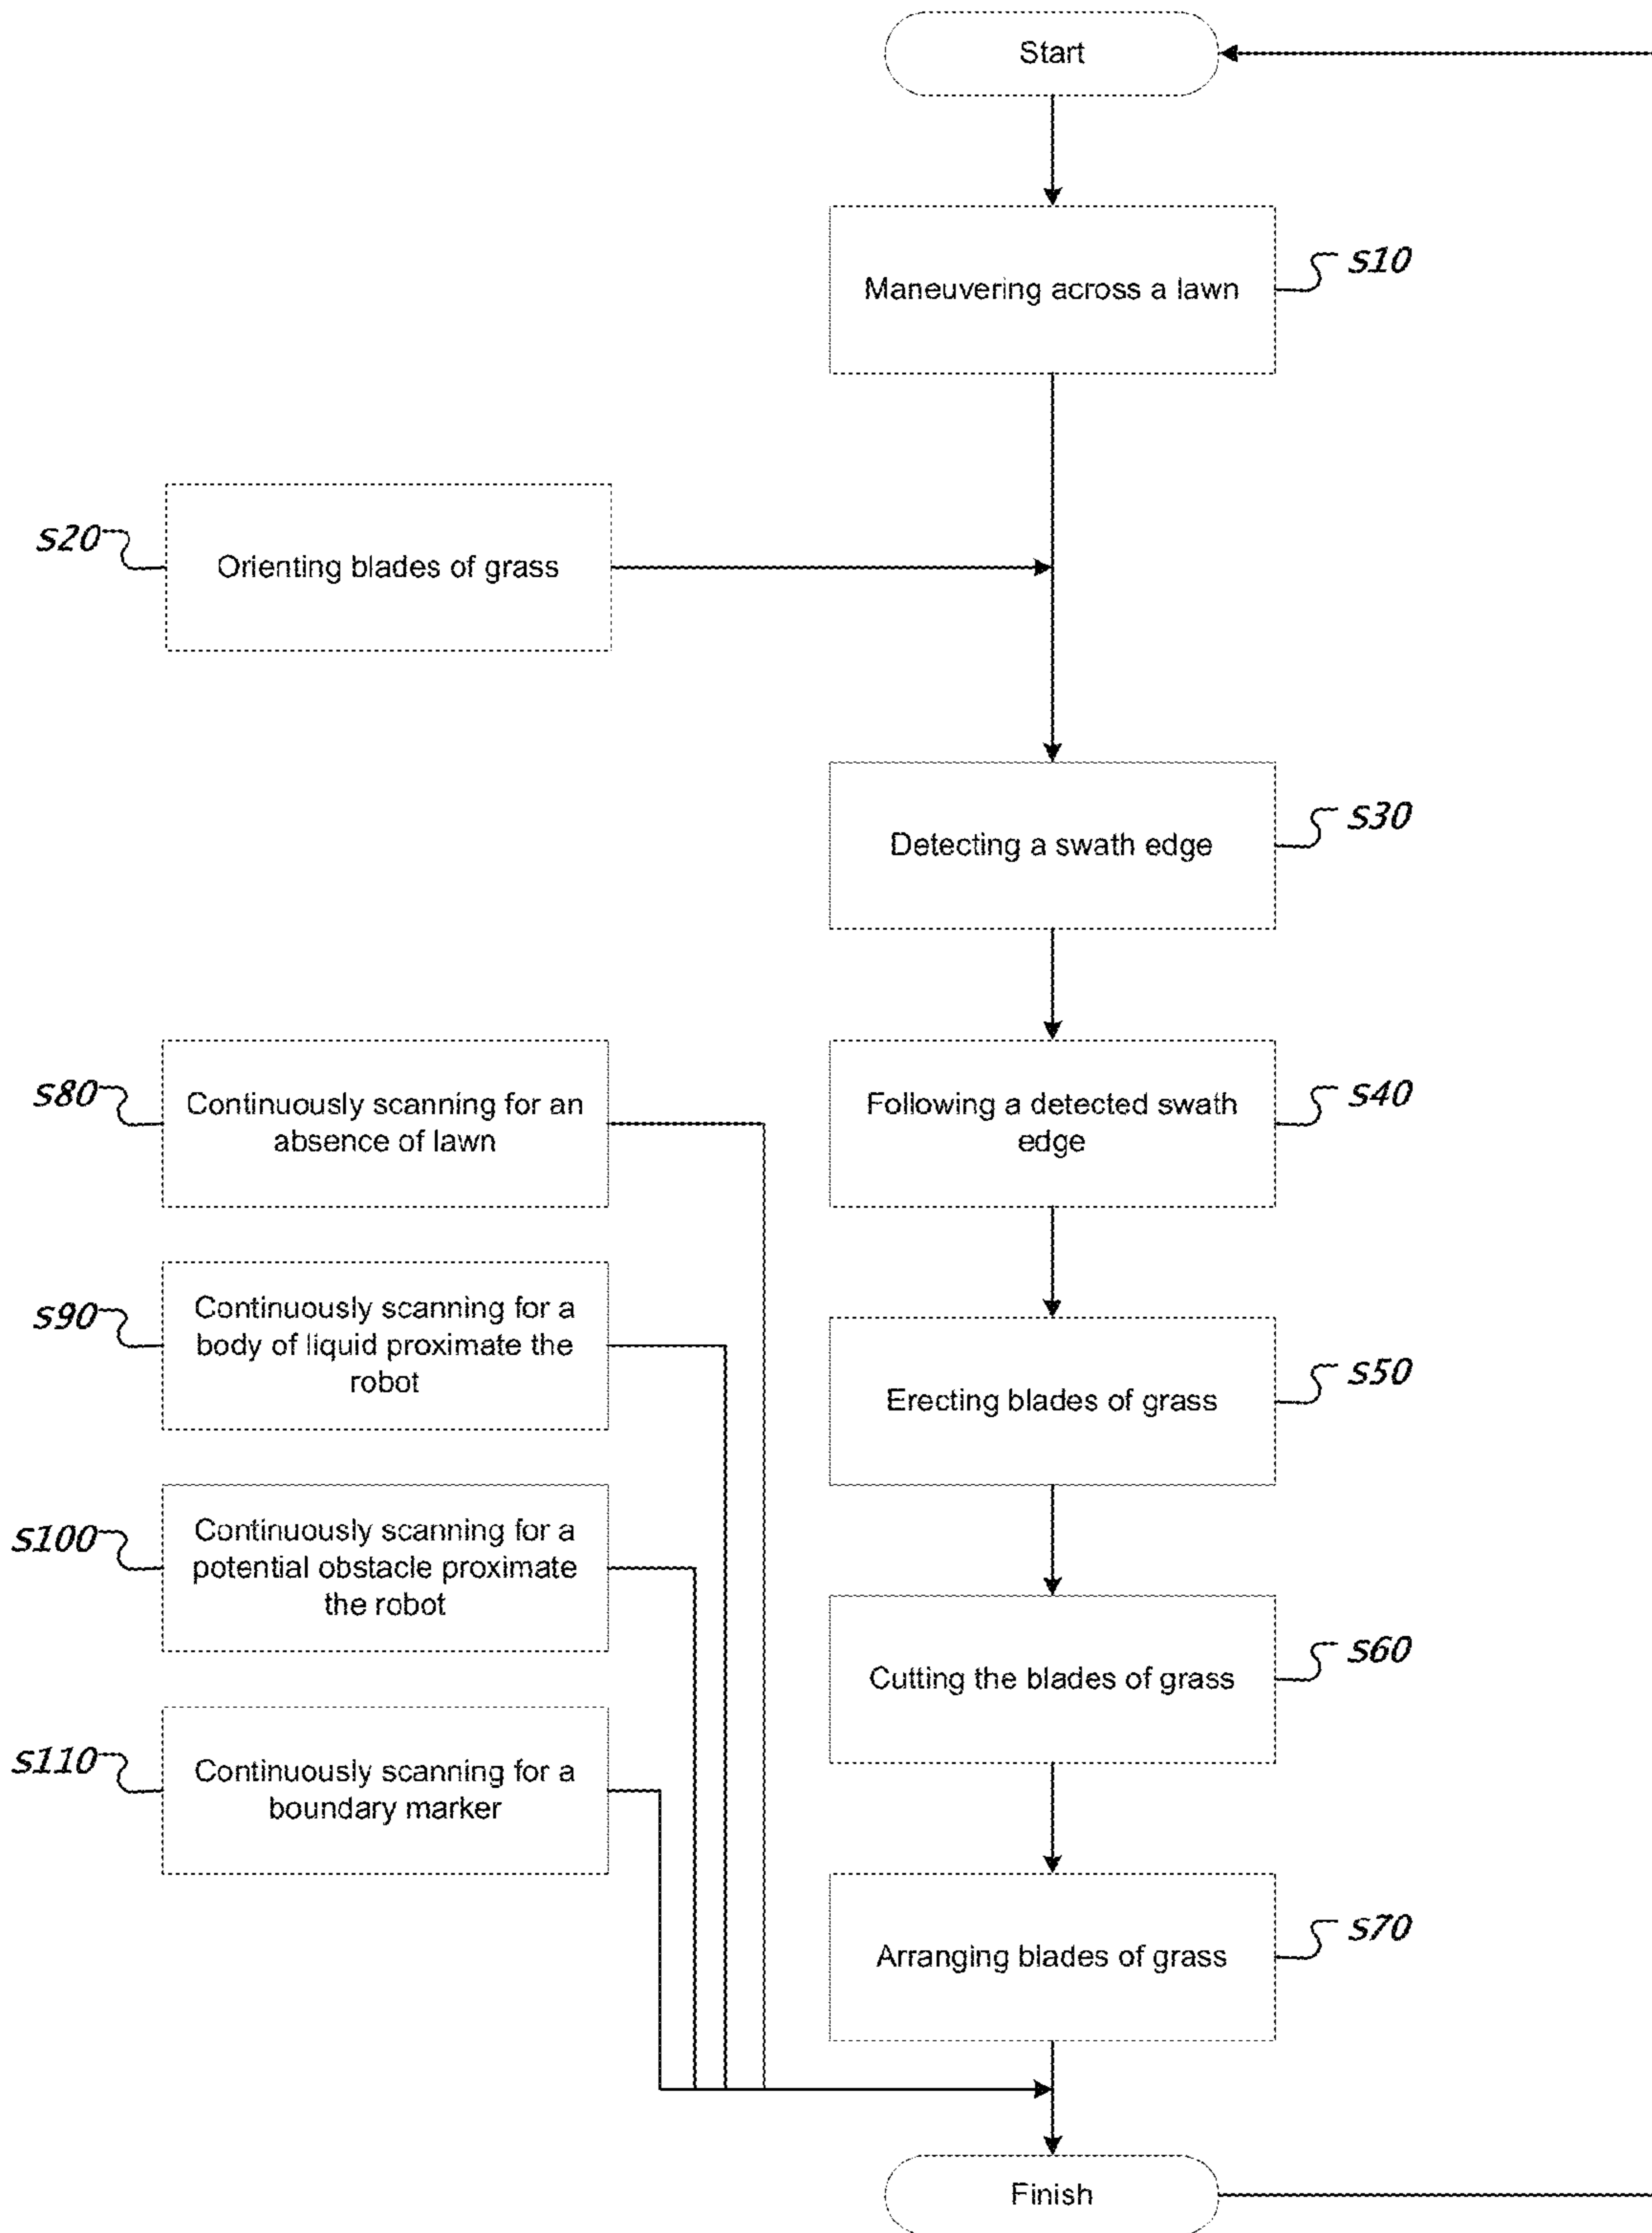 Start
Maneuvering across a lawn
S10
S20
Orienting blades of grass
Detecting a swath edge
S30
Following a detected swath
edge
S40
S80
Continuously scanning for an
absence of lawn
S90
Continuously scanning for a
body of liquid proximate the
robot
Erecting blades of grass
S50
S100
Continuously scanning for a
potential obstacle proximate
the robot
Cutting the blades of grass
S60
S110
Continuously scanning for a
boundary marker
Arranging blades of grass
S70
Finish